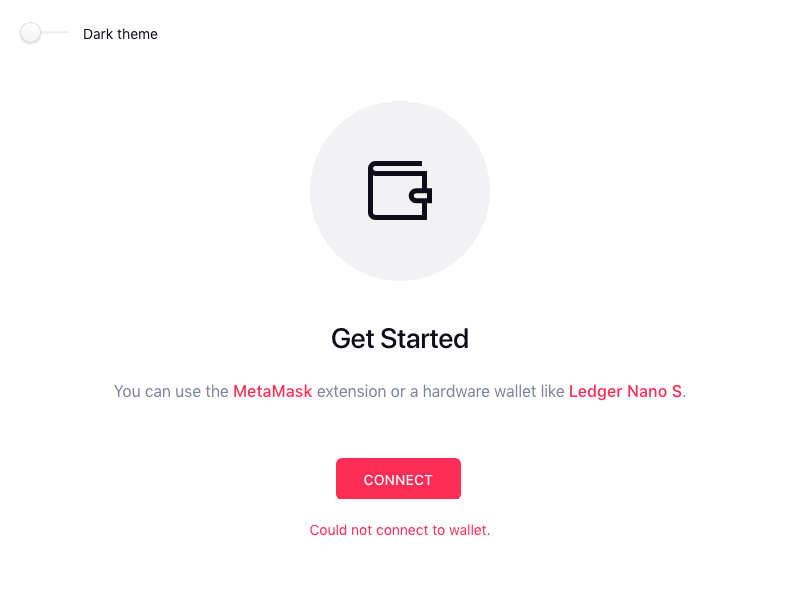 Dark theme
Get Started
You can use the MetaMask extension or a hardware wallet like Ledger Nano S.
CONNECT
Could not connect to wallet.